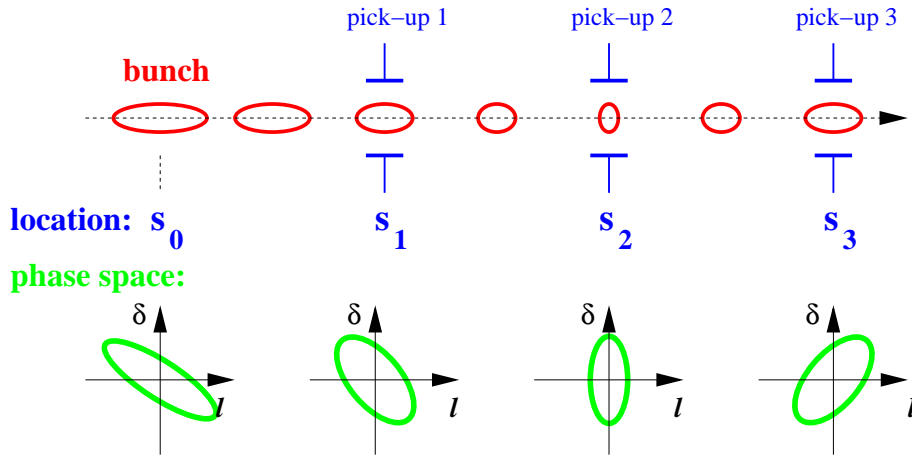 pick–up 1 pick–up 2 pick–up 3
bunch
location: s0 s1 s2 s3
phase space:
δ δ δ δ
l l l l